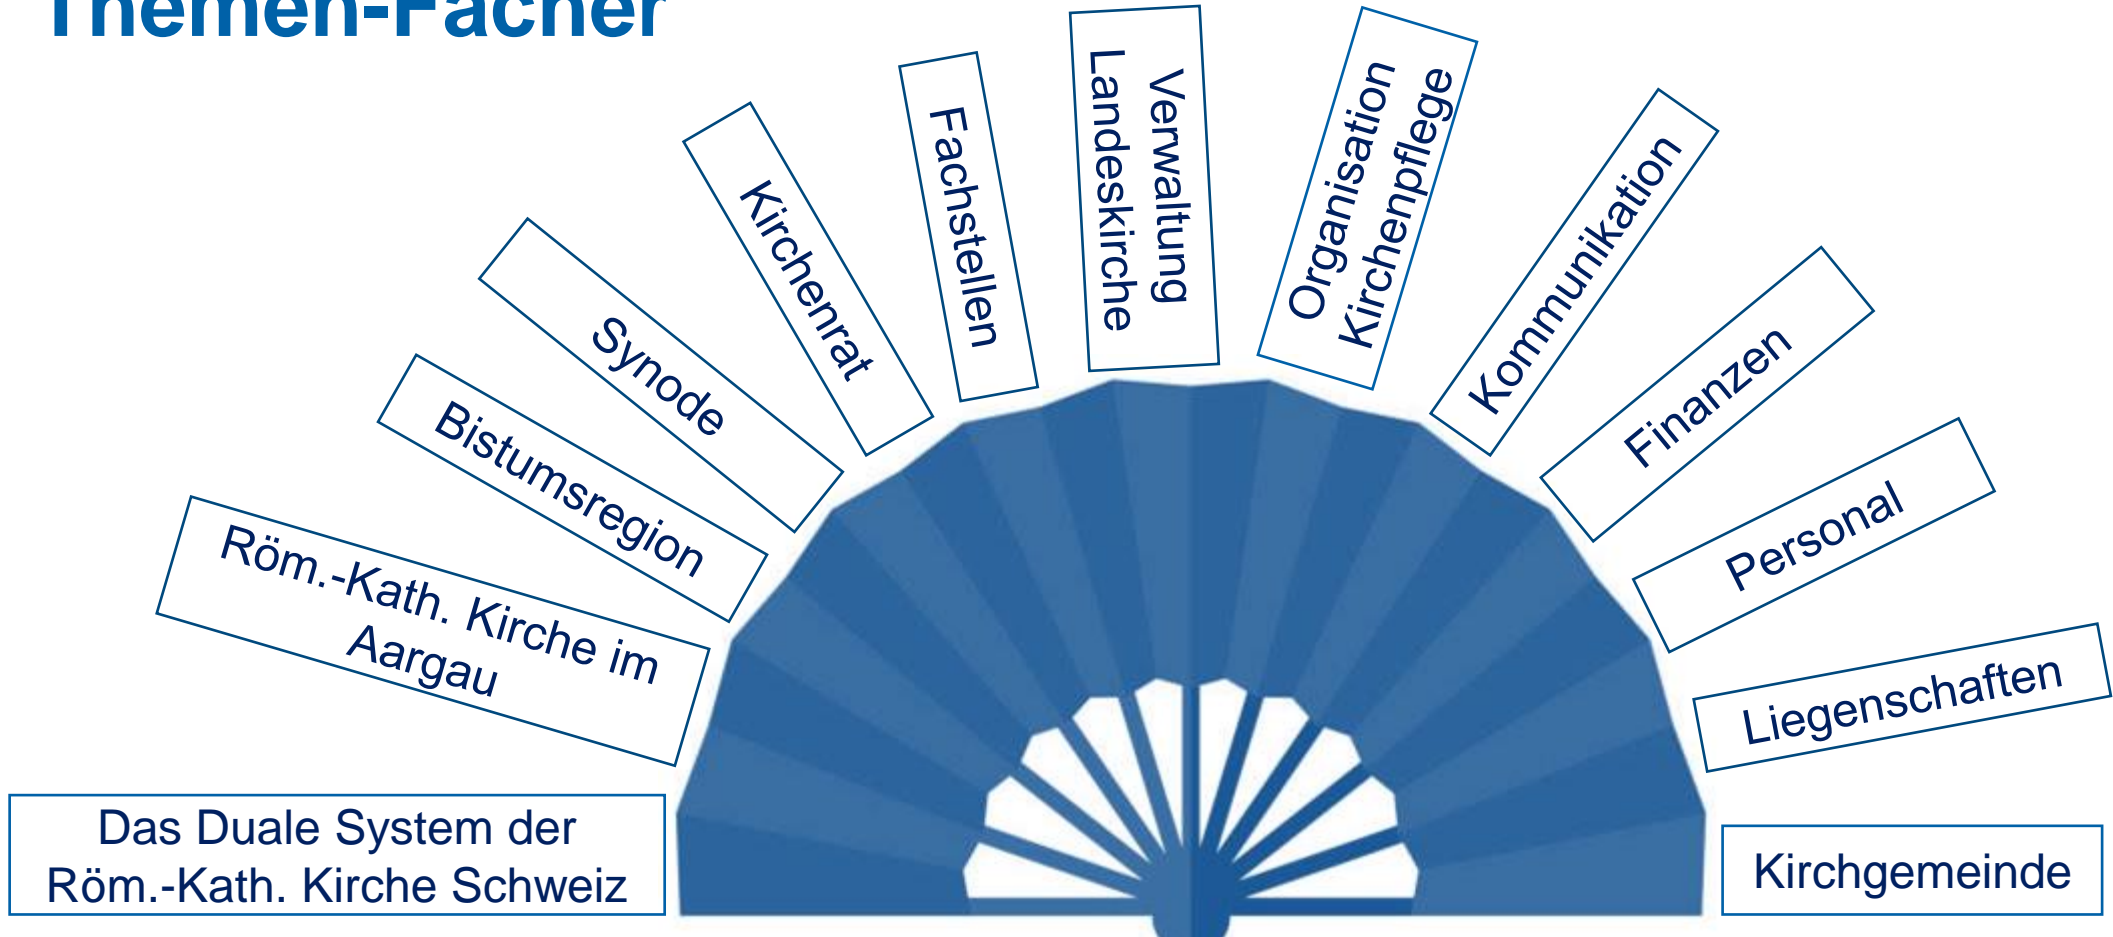 Themen-Fächer
Das Duale System der
Röm.-Kath. Kirche Schweiz
Röm.-Kath. Kirche im
Aargau
Bistumsregion
Synode
Kirchenrat
Fachstellen
Verwaltung
Landeskirche
Organisation
Kirchenpflege
Kommunikation
Finanzen
Personal
Liegenschaften
Kirchgemeinde